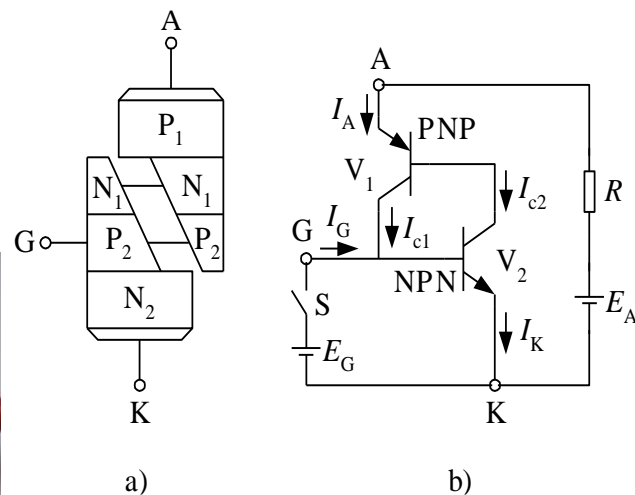 A
P1
N1 N1
G P2 P2
N2
K
a)
A
IA PNP
V1 R
IG Ic1 Ic2
G
NPN V2
S
EG IK EA
K
b)